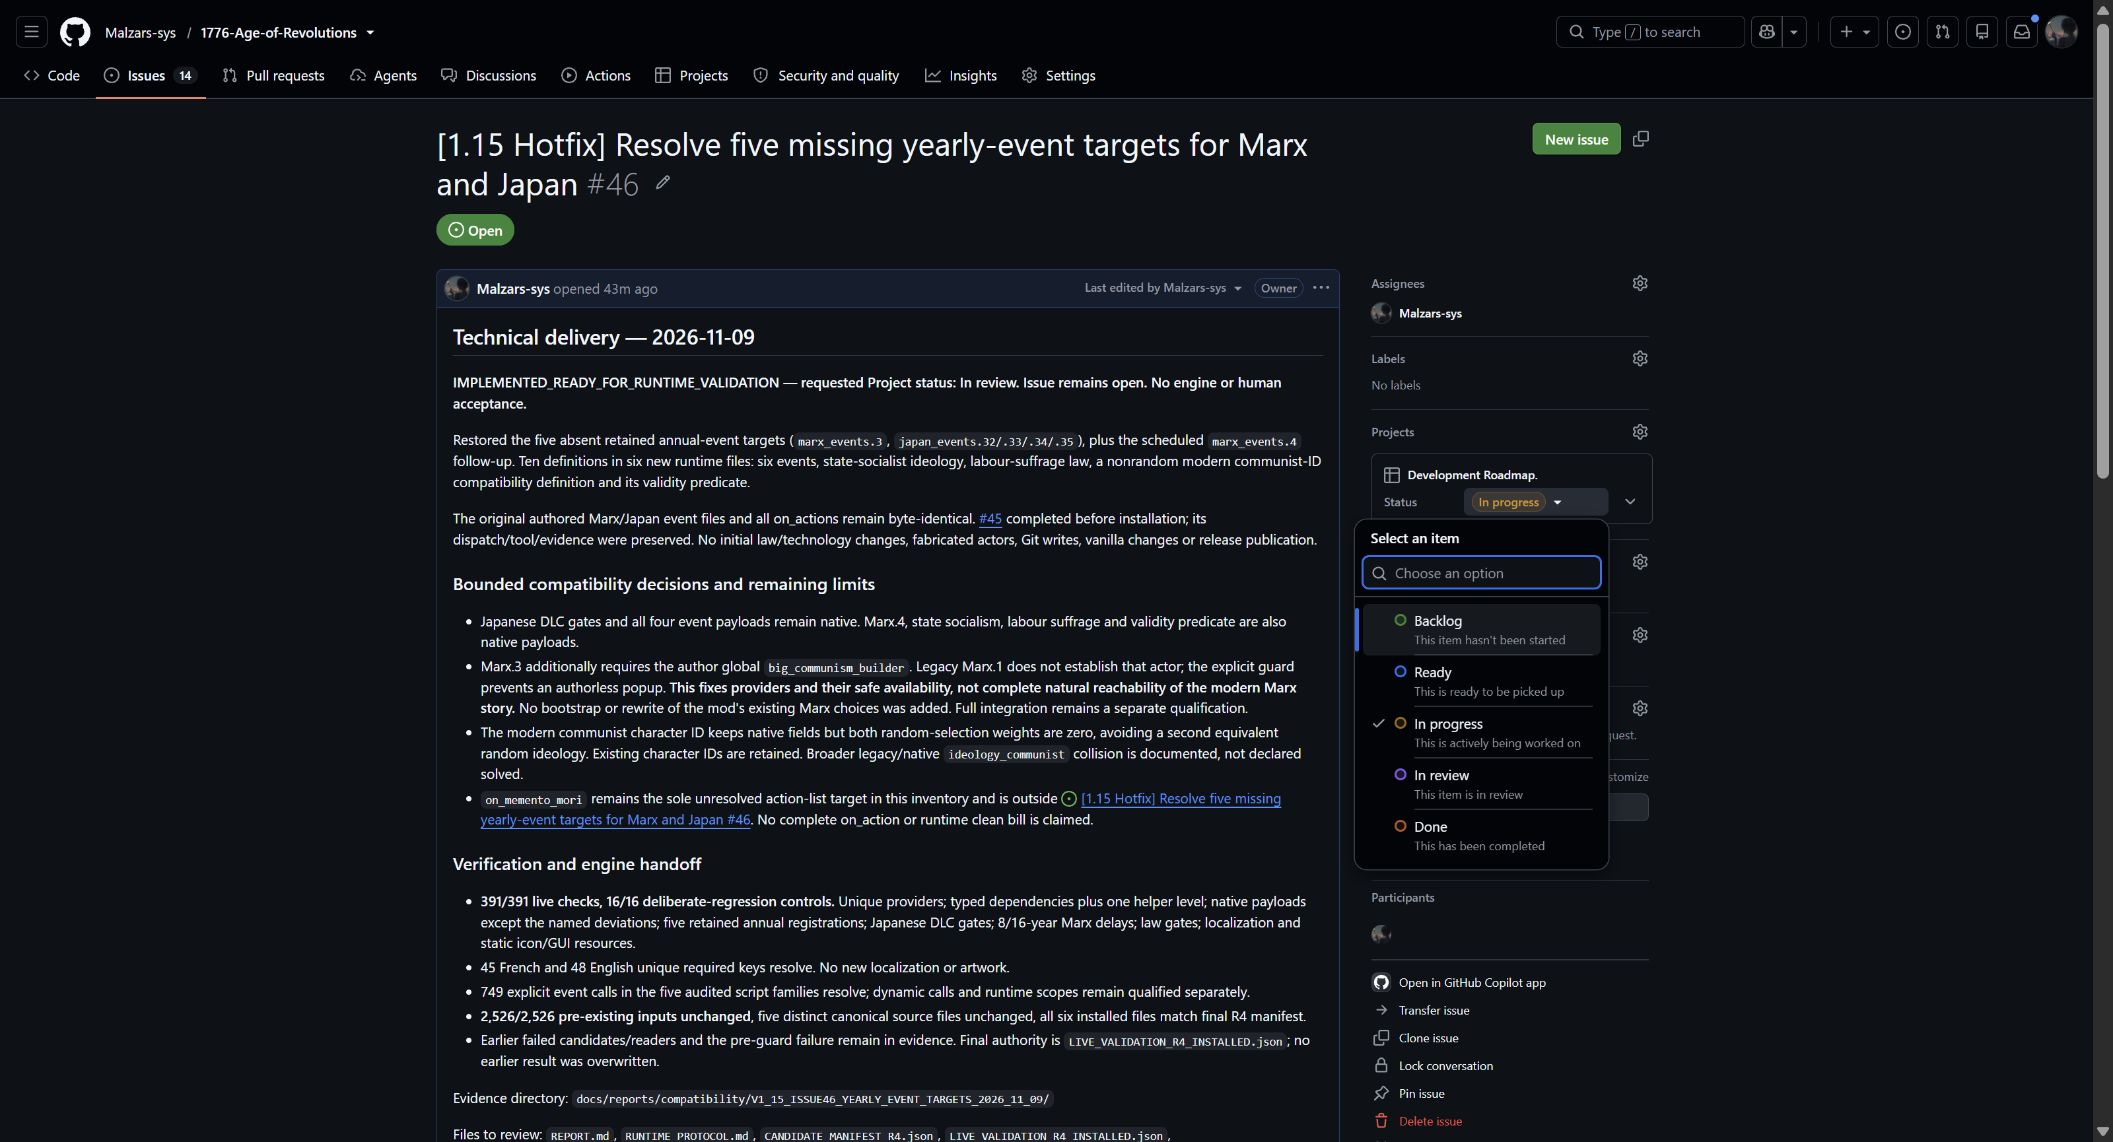 Malzars-sys / 1776-Age-of-Revolutions
Type / to search
Code
Issues 14
Pull requests
Agents
Discussions
Actions
Projects
Security and quality
Insights
Settings
[1.15 Hotfix] Resolve five missing yearly-event targets for Marx
and Japan #46
New issue
Open
Malzars-sys opened 43m ago
Last edited by Malzars-sys
Owner
Technical delivery — 2026-11-09
IMPLEMENTED_READY_FOR_RUNTIME_VALIDATION — requested Project status: In review. Issue remains open. No engine or human
acceptance.
Restored the five absent retained annual-event targets ( marx_events.3 , japan_events.32/.33/.34/.35 ), plus the scheduled marx_events.4
follow-up. Ten definitions in six new runtime files: six events, state-socialist ideology, labour-suffrage law, a nonrandom modern communist-ID
compatibility definition and its validity predicate.
The original authored Marx/Japan event files and all on_actions remain byte-identical. #45 completed before installation; its
dispatch/tool/evidence were preserved. No initial law/technology changes, fabricated actors, Git writes, vanilla changes or release publication.
Bounded compatibility decisions and remaining limits
• Japanese DLC gates and all four event payloads remain native. Marx.4, state socialism, labour suffrage and validity predicate are also
native payloads.
• Marx.3 additionally requires the author global big_communism_builder . Legacy Marx.1 does not establish that actor; the explicit guard
prevents an authorless popup. This fixes providers and their safe availability, not complete natural reachability of the modern Marx
story. No bootstrap or rewrite of the mod's existing Marx choices was added. Full integration remains a separate qualification.
• The modern communist character ID keeps native fields but both random-selection weights are zero, avoiding a second equivalent
random ideology. Existing character IDs are retained. Broader legacy/native ideology_communist collision is documented, not declared
solved.
• on_memento_mori remains the sole unresolved action-list target in this inventory and is outside [1.15 Hotfix] Resolve five missing
yearly-event targets for Marx and Japan #46. No complete on_action or runtime clean bill is claimed.
Verification and engine handoff
• 391/391 live checks, 16/16 deliberate-regression controls. Unique providers; typed dependencies plus one helper level; native payloads
except the named deviations; five retained annual registrations; Japanese DLC gates; 8/16-year Marx delays; law gates; localization and
static icon/GUI resources.
• 45 French and 48 English unique required keys resolve. No new localization or artwork.
• 749 explicit event calls in the five audited script families resolve; dynamic calls and runtime scopes remain qualified separately.
• 2,526/2,526 pre-existing inputs unchanged, five distinct canonical source files unchanged, all six installed files match final R4 manifest.
• Earlier failed candidates/readers and the pre-guard failure remain in evidence. Final authority is LIVE_VALIDATION_R4_INSTALLED.json ; no
earlier result was overwritten.
Evidence directory: docs/reports/compatibility/V1_15_ISSUE46_YEARLY_EVENT_TARGETS_2026_11_09/
Files to review: REPORT.md , RUNTIME_PROTOCOL.md , CANDIDATE_MANIFEST_R4.json , LIVE_VALIDATION_R4_INSTALLED.json ,
Assignees
Malzars-sys
Labels
No labels
Projects
Development Roadmap.
Status
In progress
Select an item
Choose an option
Backlog
This item hasn't been started
Ready
This is ready to be picked up
In progress
This is actively being worked on
In review
This item is in review
Done
This has been completed
uest.
stomize
Participants
Open in GitHub Copilot app
Transfer issue
Clone issue
Lock conversation
Pin issue
Delete issue